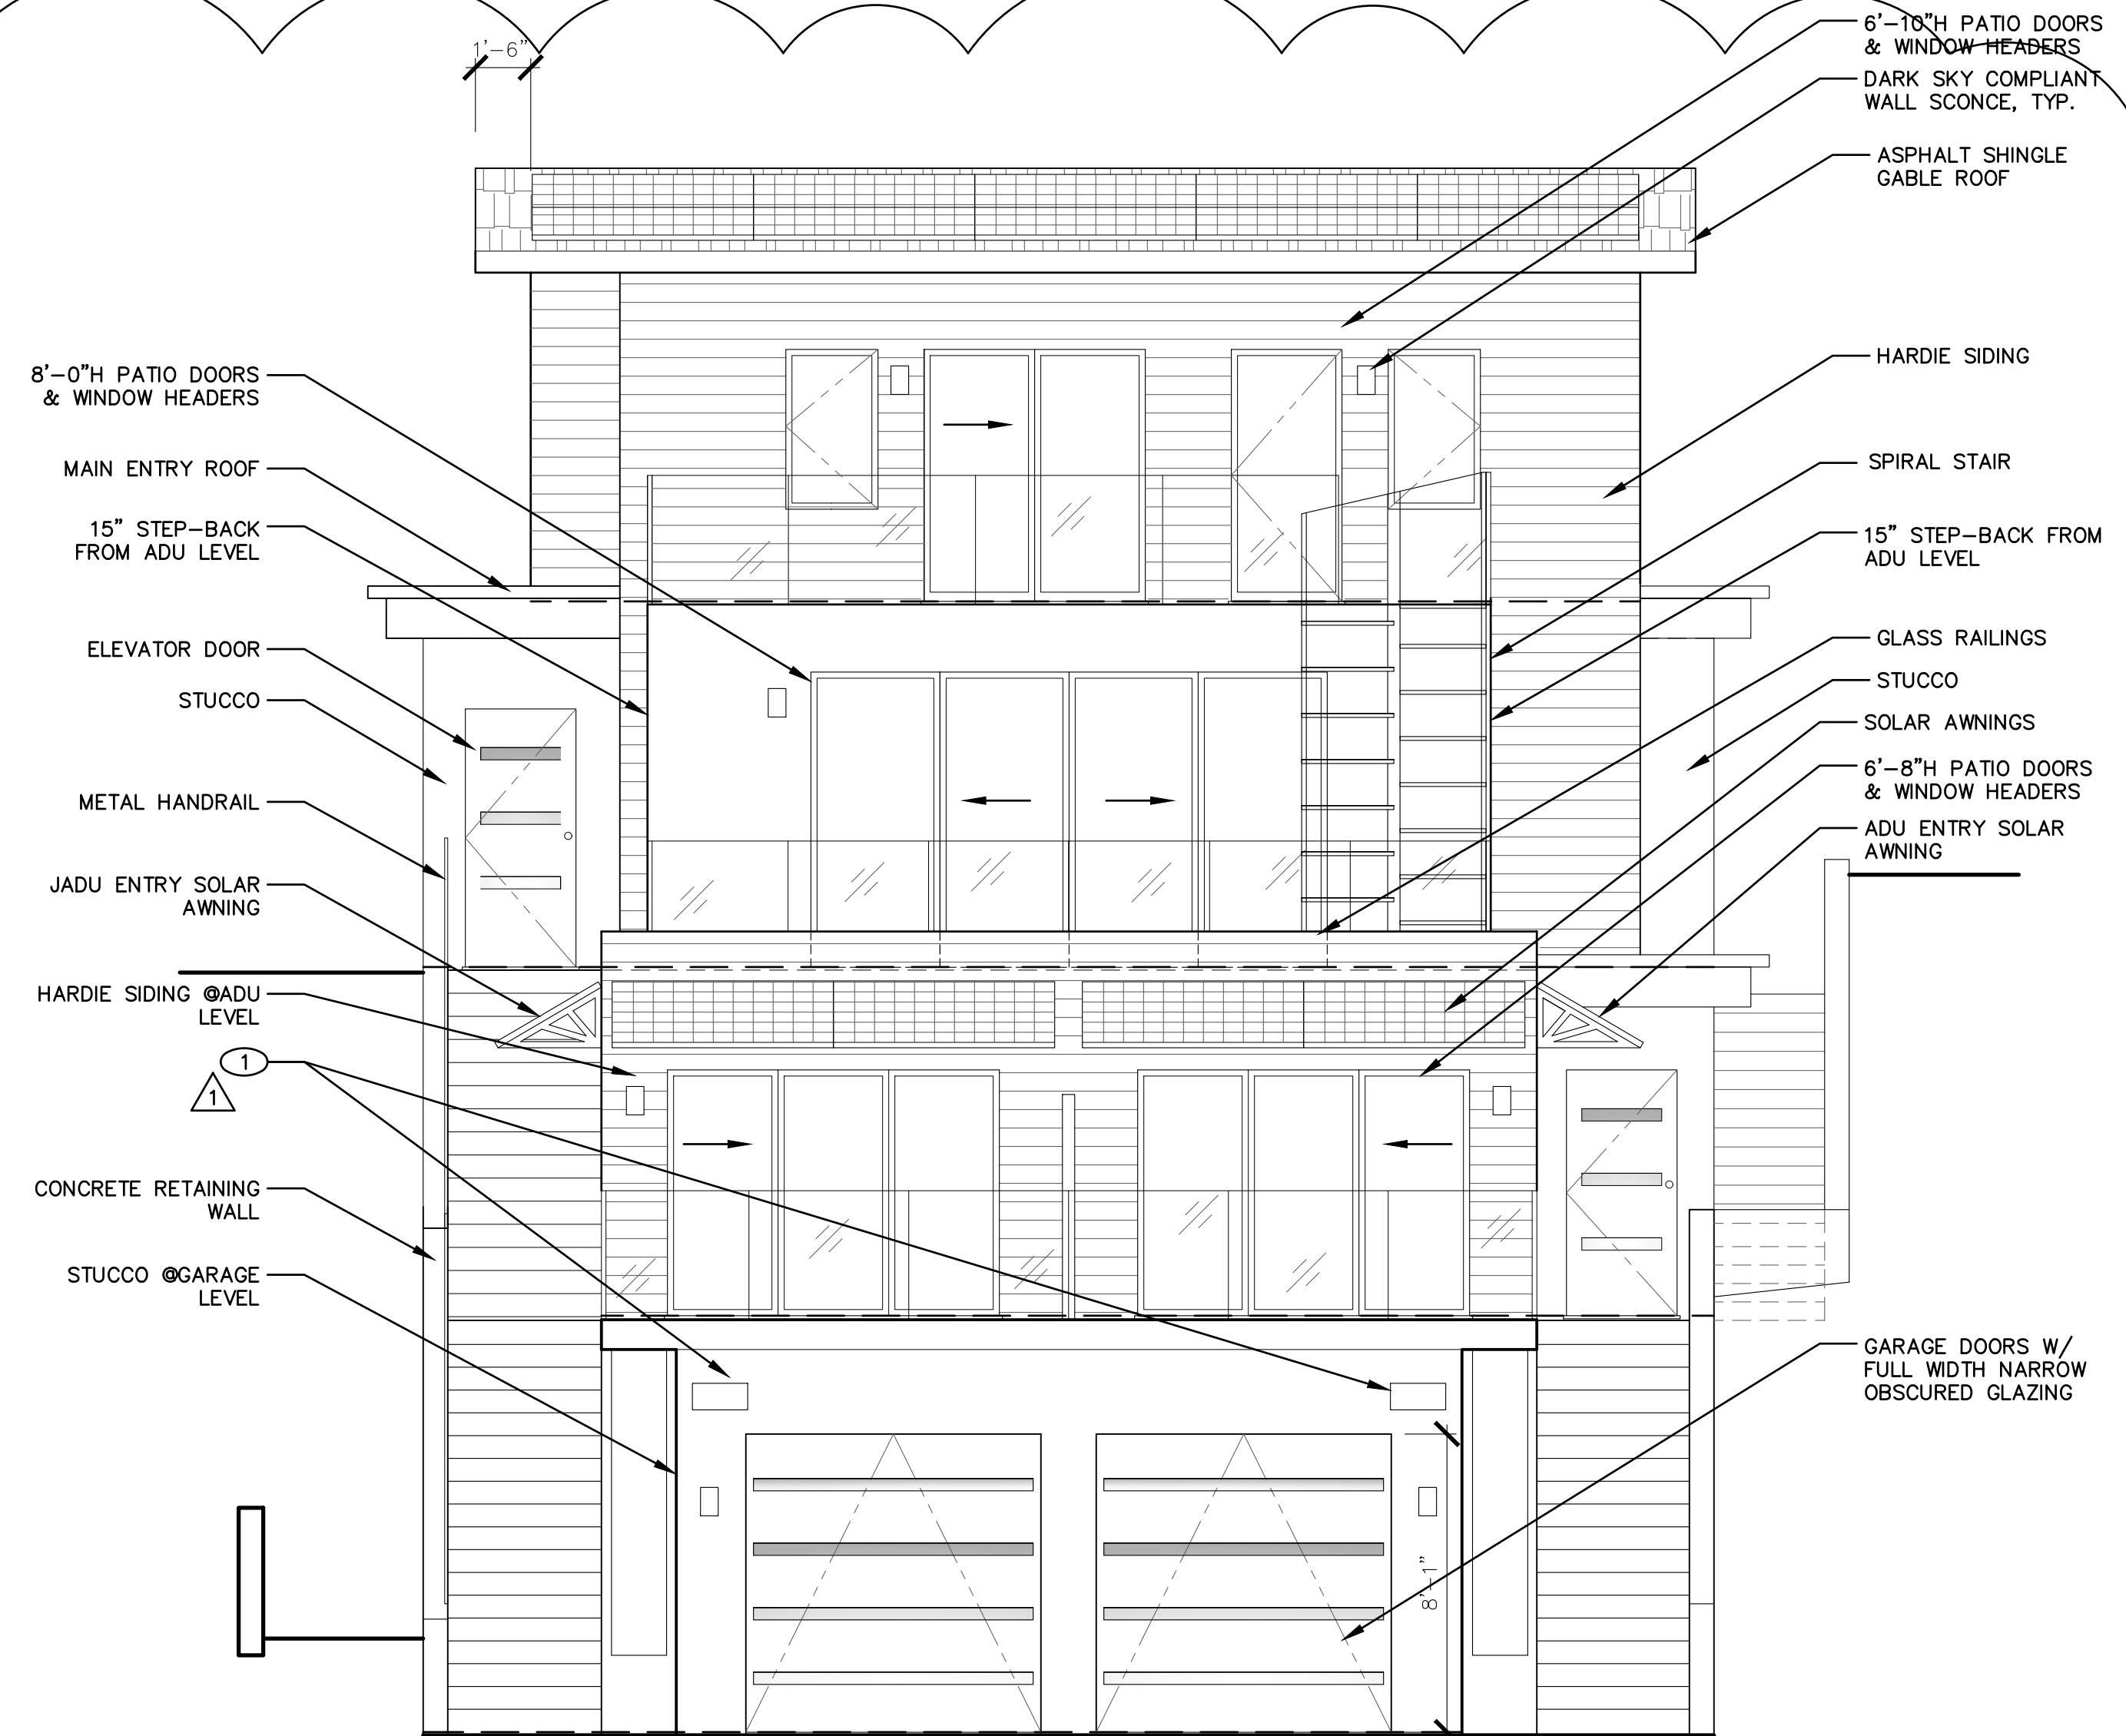 1'-6"
6'-10"H PATIO DOORS
& WINDOW HEADERS
DARK SKY COMPLIANT
WALL SCONCE, TYP.
ASPHALT SHINGLE
GABLE ROOF
HARDIE SIDING
SPIRAL STAIR
15" STEP-BACK FROM
ADU LEVEL
GLASS RAILINGS
STUCCO
SOLAR AWNINGS
6'-8"H PATIO DOORS
& WINDOW HEADERS
ADU ENTRY SOLAR
AWNING
GARAGE DOORS W/
FULL WIDTH NARROW
OBSCURED GLAZING
8'-1"
8'-0"H PATIO DOORS
& WINDOW HEADERS
MAIN ENTRY ROOF
15" STEP-BACK
FROM ADU LEVEL
ELEVATOR DOOR
STUCCO
METAL HANDRAIL
JADU ENTRY SOLAR
AWNING
HARDIE SIDING @ADU
LEVEL
1
1
CONCRETE RETAINING
WALL
STUCCO @GARAGE
LEVEL